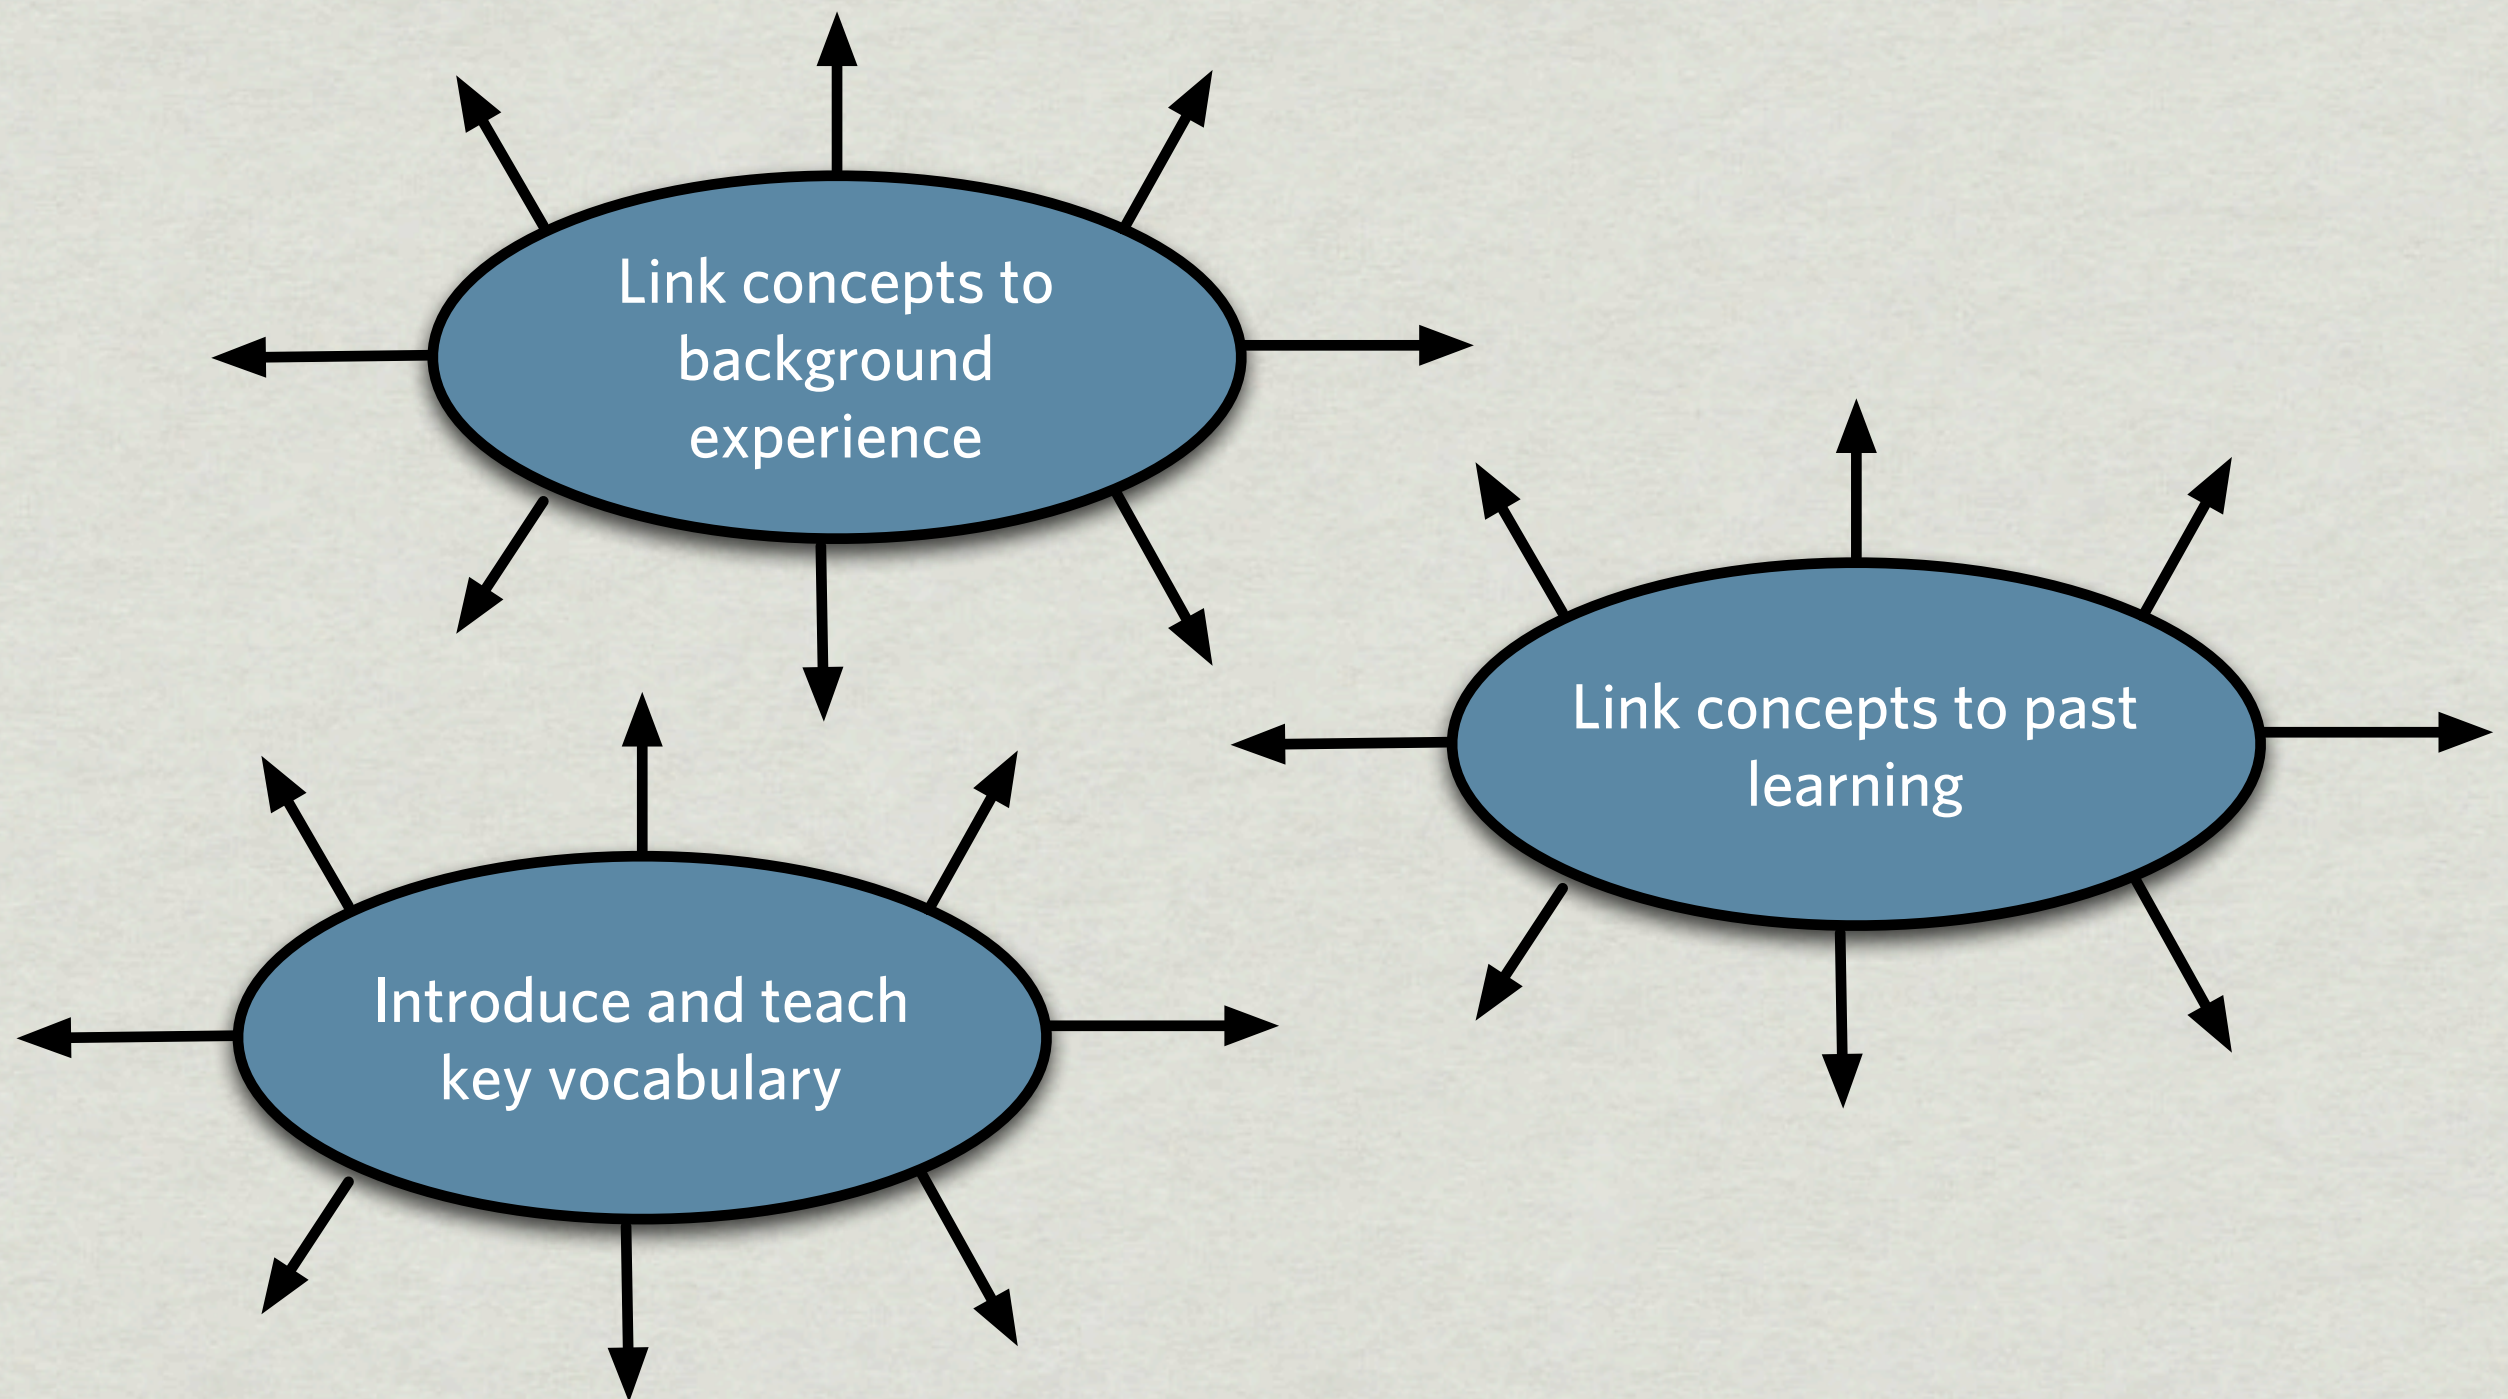 Link concepts to
background
experience
Link concepts to past
learning
Introduce and teach
key vocabulary